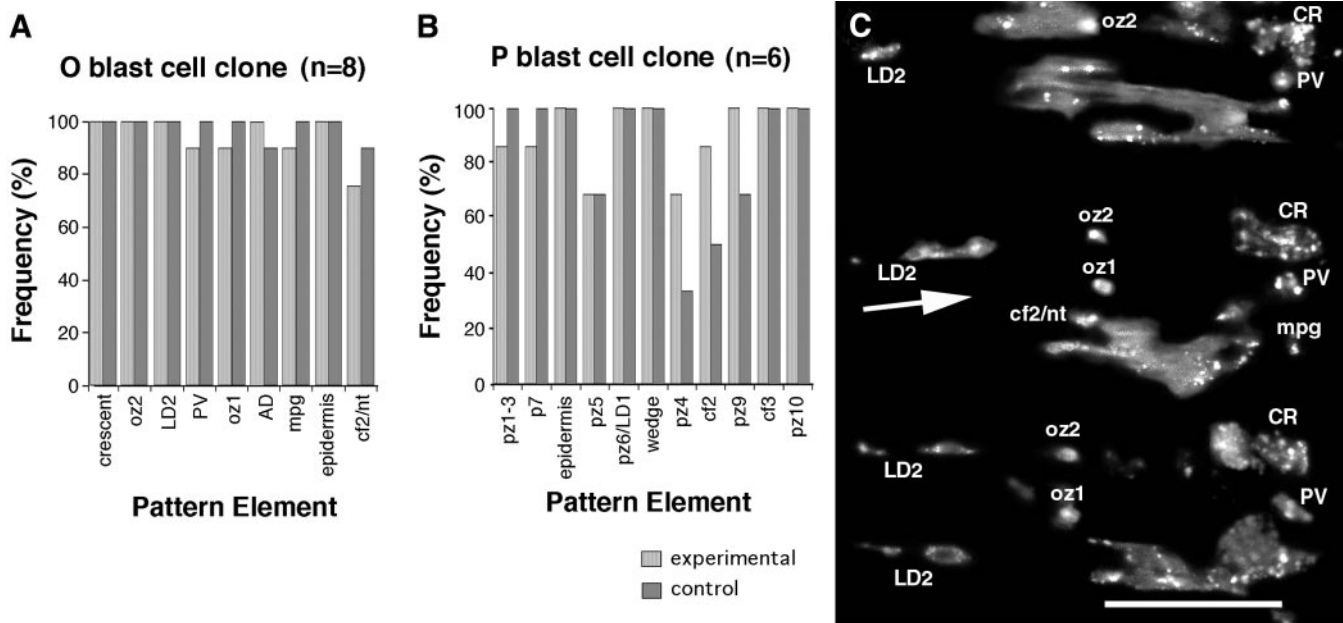 A
O blast cell clone (n=8)
Frequency (%)
100
80
60
40
20
0
crescent
oz2
LD2
PV
oz1
AD
mpg
epidermis
cf2/nt
Pattern Element
B
P blast cell clone (n=6)
Frequency (%)
100
80
60
40
20
0
pz1-3
p7
epidermis
pz5
pz6/LD1
wedge
pz4
cf2
pz9
cf3
pz10
Pattern Element
experimental
control
C
oz2
CR
LD2
PV
oz2
CR
LD2
oz1
PV
cf2/nt
mpg
oz2
CR
LD2
oz1
PV
LD2